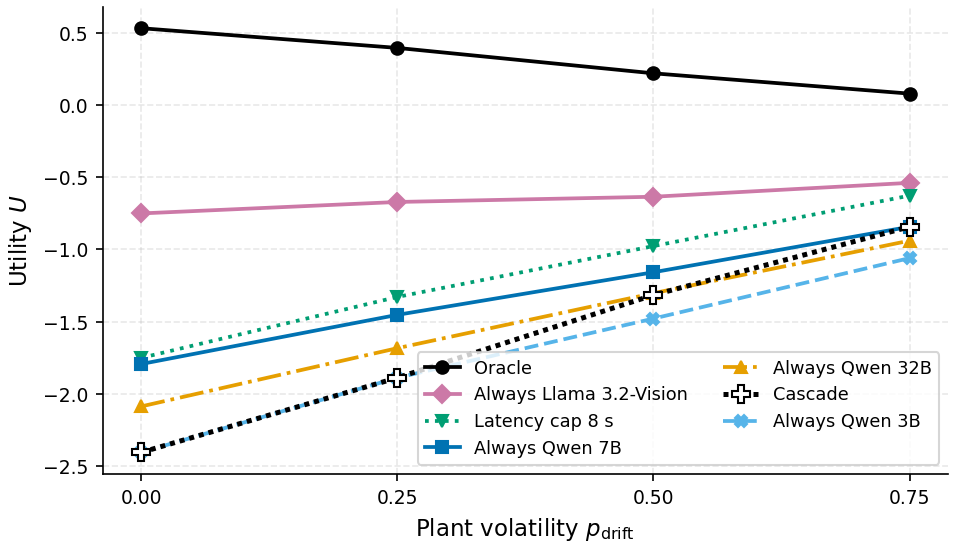 0.5
0.0
−0.5
−1.0
−1.5
−2.0
−2.5
Utility U
0.00 0.25 0.50 0.75
Plant volatility p_drift
Oracle
Always Llama 3.2-Vision
Latency cap 8 s
Always Qwen 7B
Always Qwen 32B
Cascade
Always Qwen 3B